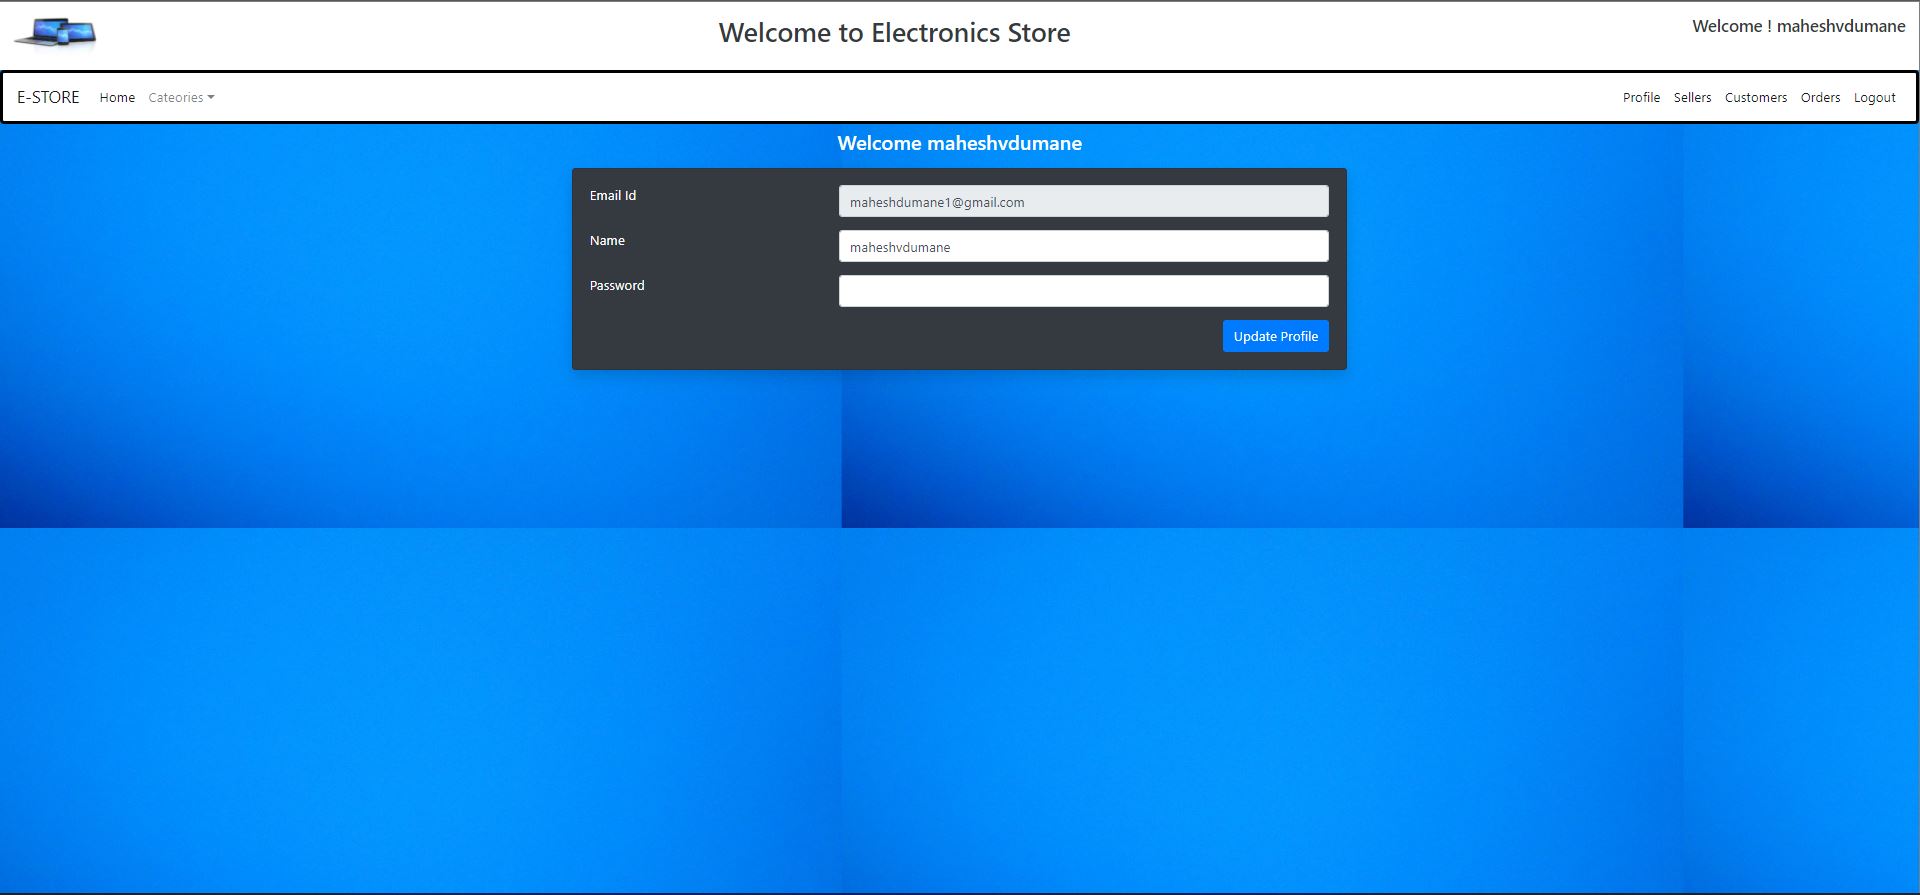 Welcome to Electronics Store
Welcome ! maheshvdumane
E-STORE Home Cateories Profile Sellers Customers Orders Logout
Welcome maheshvdumane
Email Id maheshdumane1@gmail.com
Name maheshvdumane
Password
Update Profile